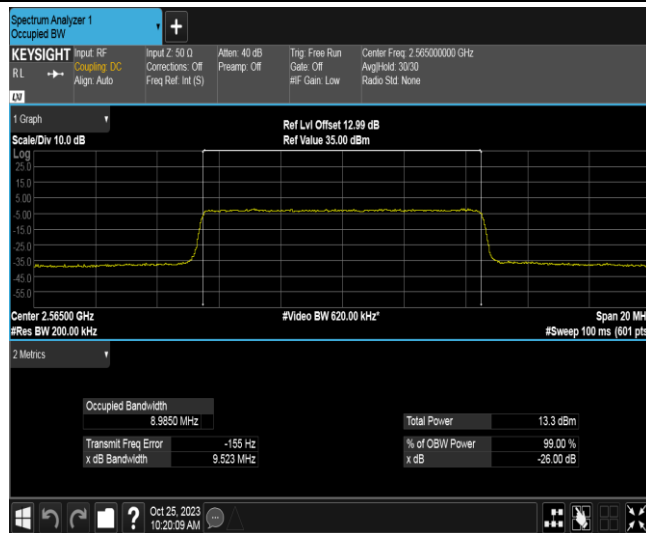 Spectrum Analyzer 1
Occupied BW
+
KEYSIGHT Input: RF Input Z: 50 Ω Atten: 40 dB Trig: Free Run Center Freq: 2.565000000 GHz
RL Coupling: DC Corrections: Off Preamp: Off Gate: Off Avg|Hold: 30/30
Align: Auto Freq Ref: Int (S) #IF Gain: Low Radio Std: None
LXI
1 Graph
Ref Lvl Offset 12.99 dB
Scale/Div 10.0 dB Ref Value 35.00 dBm
Log
25.0
15.0
5.00
-5.00
-15.0
-25.0
-35.0
-45.0
-55.0
Center 2.56500 GHz #Video BW 620.00 kHz* Span 20 MH
#Res BW 200.00 kHz #Sweep 100 ms (601 pts
2 Metrics
Occupied Bandwidth
8.9850 MHz Total Power 13.3 dBm
Transmit Freq Error -155 Hz % of OBW Power 99.00 %
x dB Bandwidth 9.523 MHz x dB -26.00 dB
? Oct 25, 2023
10:20:09 AM